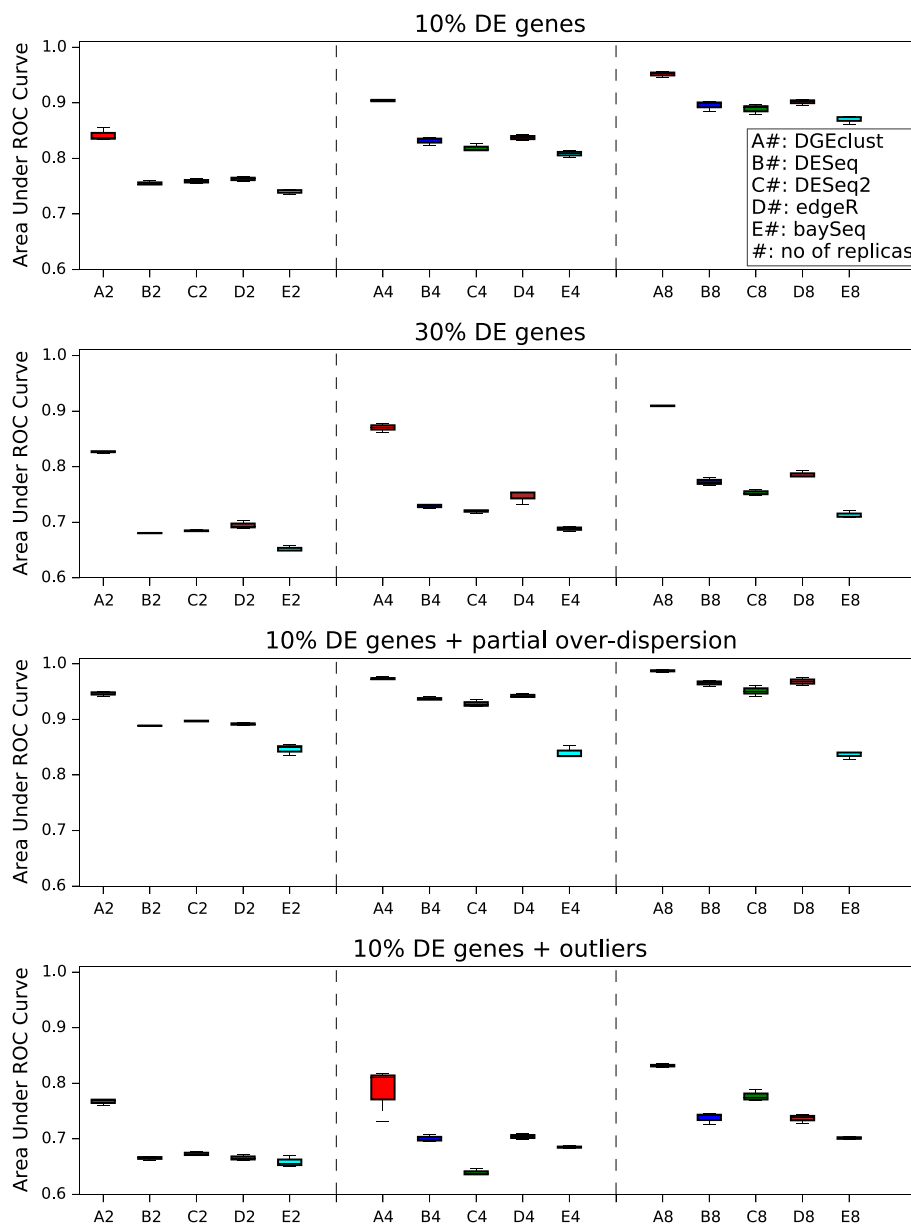 10% DE genes
Area Under ROC Curve
1.0
0.9
0.8
0.7
0.6
A#: DGEclust
B#: DESeq
C#: DESeq2
D#: edgeR
E#: baySeq
#: no of replicas
A2 B2 C2 D2 E2 A4 B4 C4 D4 E4 A8 B8 C8 D8 E8
30% DE genes
Area Under ROC Curve
1.0
0.9
0.8
0.7
0.6
A2 B2 C2 D2 E2 A4 B4 C4 D4 E4 A8 B8 C8 D8 E8
10% DE genes + partial over-dispersion
Area Under ROC Curve
1.0
0.9
0.8
0.7
0.6
A2 B2 C2 D2 E2 A4 B4 C4 D4 E4 A8 B8 C8 D8 E8
10% DE genes + outliers
Area Under ROC Curve
1.0
0.9
0.8
0.7
0.6
A2 B2 C2 D2 E2 A4 B4 C4 D4 E4 A8 B8 C8 D8 E8